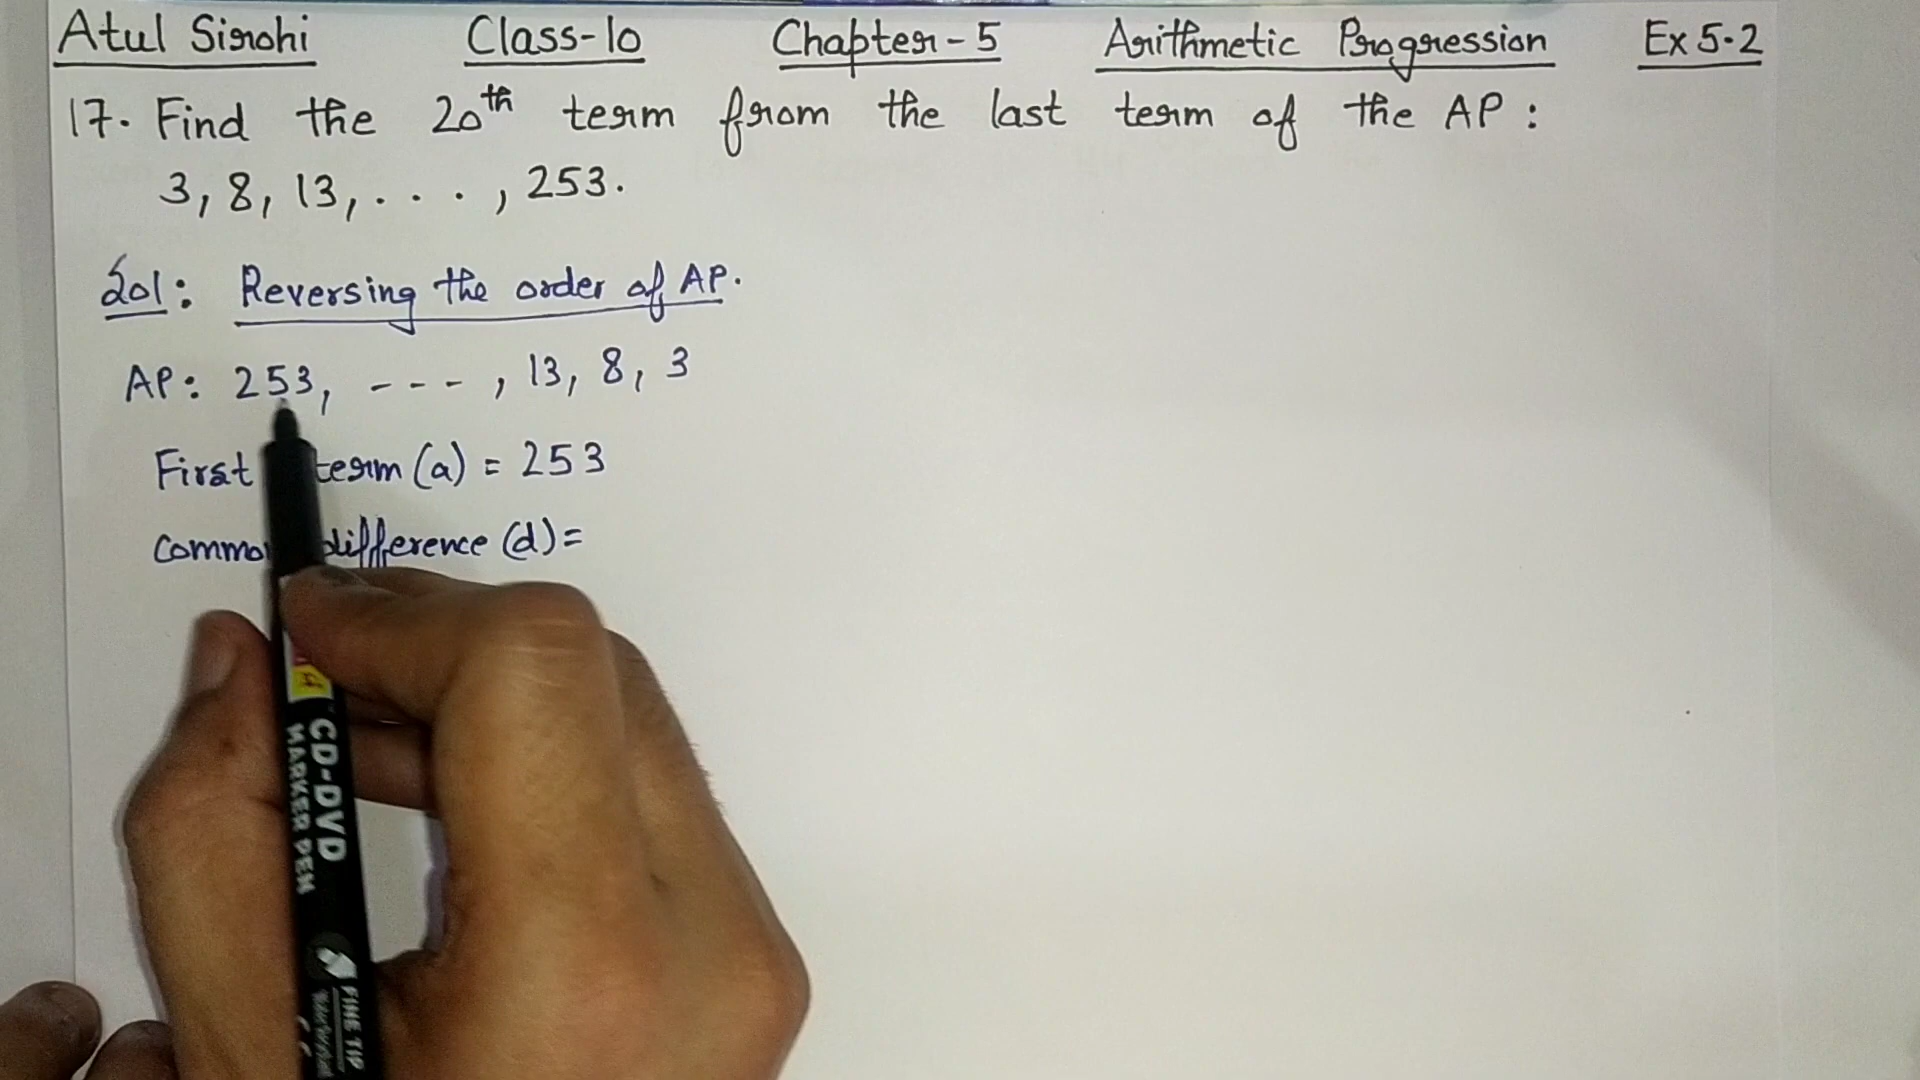 Atul Sirohi Class-10 Chapter-5 Arithmetic Progression Ex 5.2
17. Find the 20th term from the last term of the AP :
3, 8, 13, . . . , 253.
Sol: Reversing the order of AP.
AP: 253, - - - , 13, 8, 3
First term (a) = 253
Common difference (d) =
CD-DVD
MARKER PEN
FINE TIP